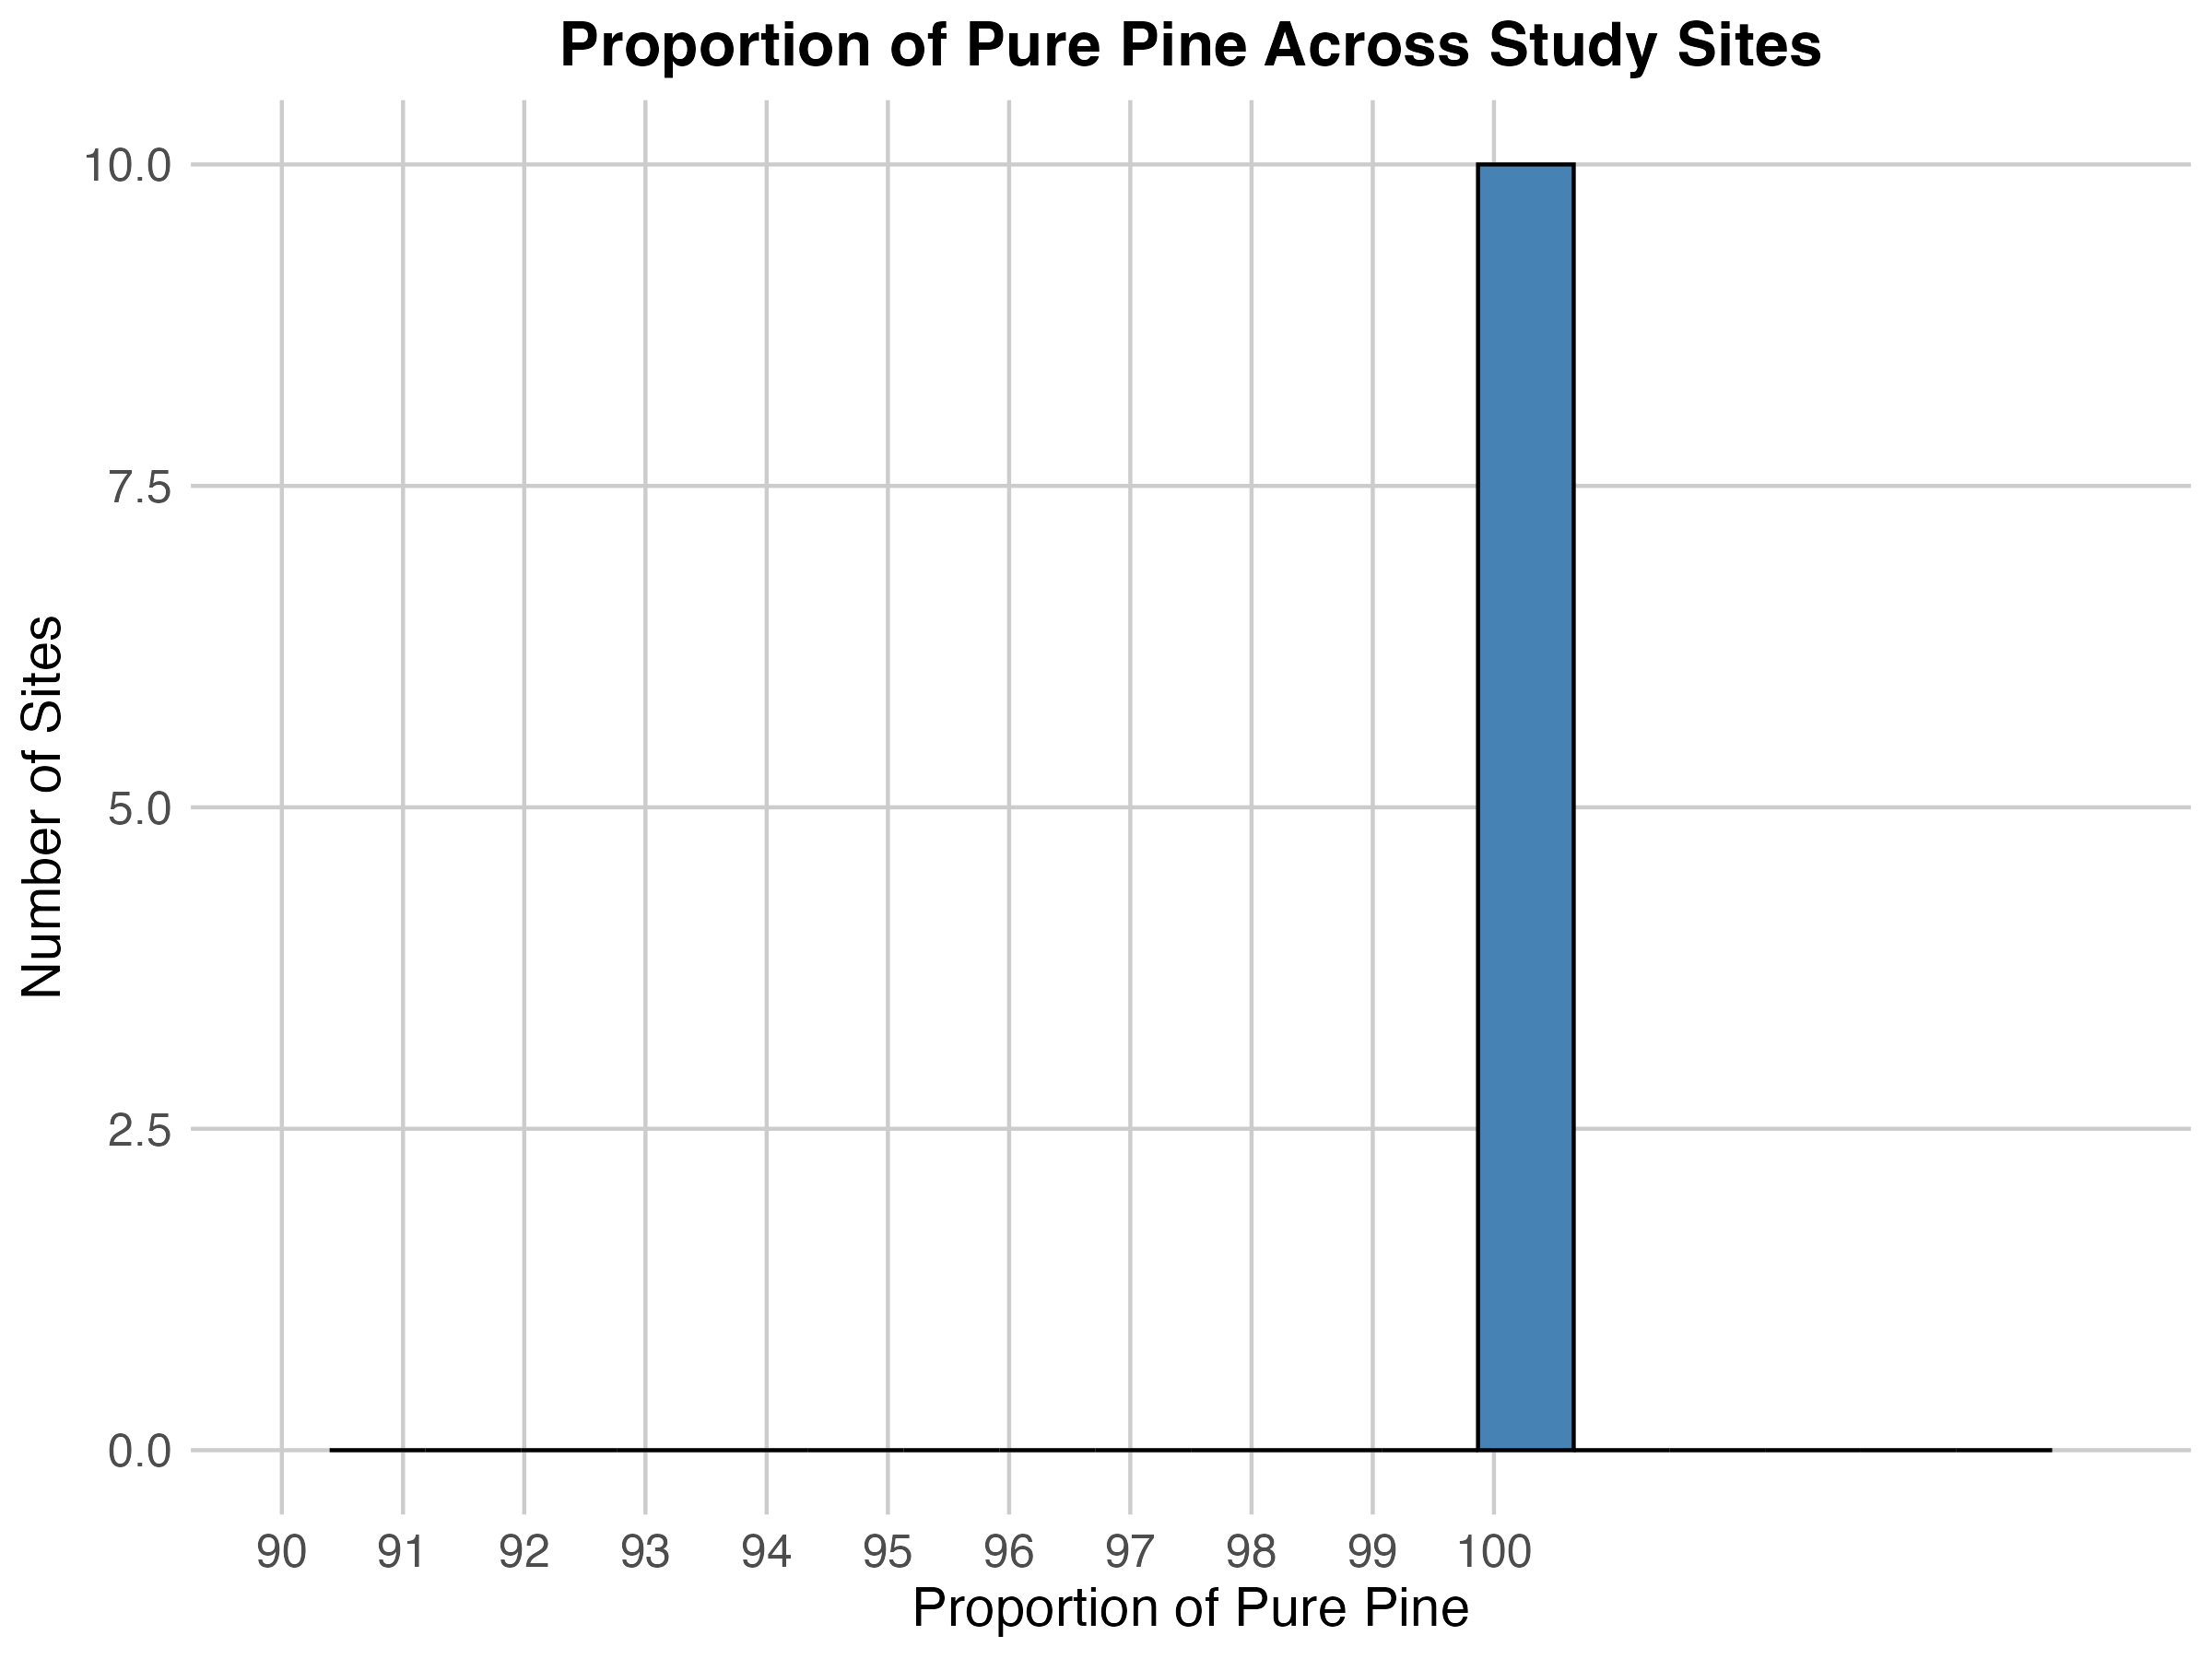 Proportion of Pure Pine Across Study Sites
10.0
7.5
5.0
2.5
0.0
Number of Sites
90 91 92 93 94 95 96 97 98 99 100
Proportion of Pure Pine